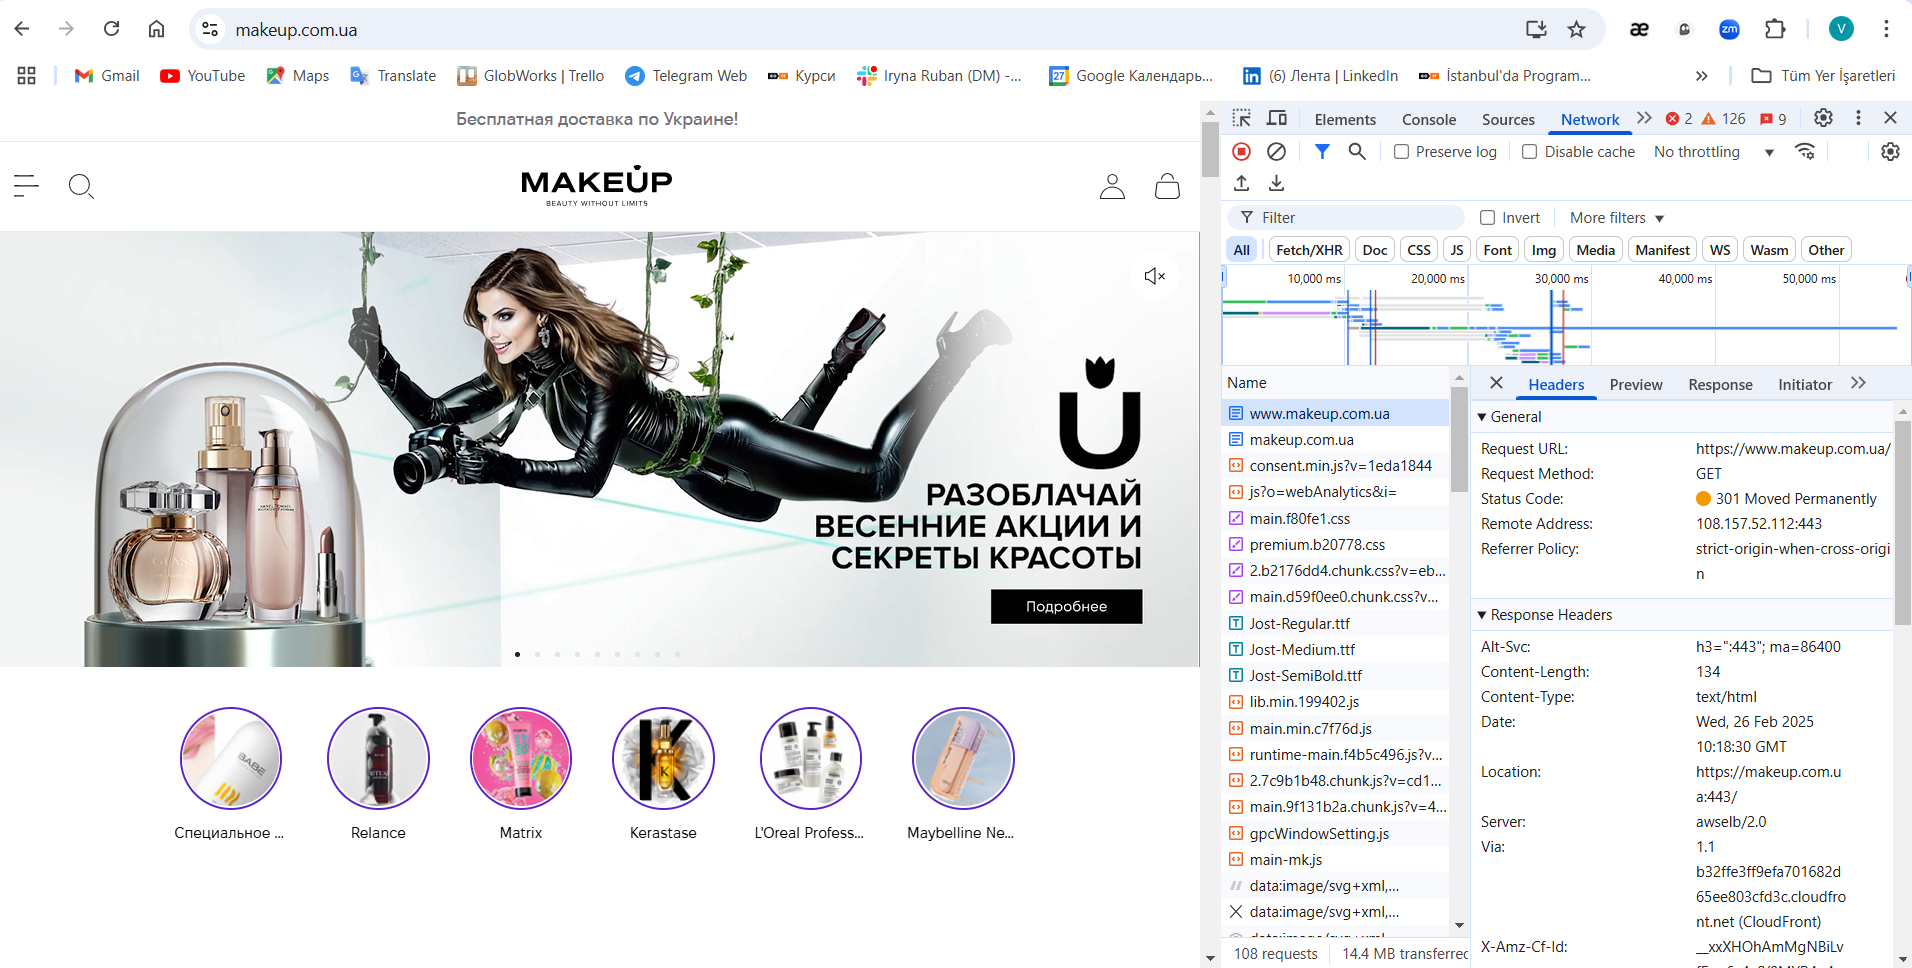 makeup.com.ua
V
Gmail
YouTube
Maps
Translate
GlobWorks | Trello
Telegram Web
Курси
Iryna Ruban (DM) -...
Google Календарь...
(6) Лента | LinkedIn
İstanbul'da Program...
»
Tüm Yer İşaretleri
Бесплатная доставка по Украине!
MAKEUP
BEAUTY WITHOUT LIMITS
РАЗОБЛАЧАЙ
ВЕСЕННИЕ АКЦИИ И
СЕКРЕТЫ КРАСОТЫ
Подробнее
Специальное ...
Relance
Matrix
Kerastase
L'Oreal Profess...
Maybelline Ne...
Elements
Console
Sources
Network
2
126
9
Preserve log
Disable cache
No throttling
Filter
Invert
More filters
All
Fetch/XHR
Doc
CSS
JS
Font
Img
Media
Manifest
WS
Wasm
Other
10,000 ms
20,000 ms
30,000 ms
40,000 ms
50,000 ms
Name
www.makeup.com.ua
makeup.com.ua
consent.min.js?v=1eda1844
js?o=webAnalytics&i=
main.f80fe1.css
premium.b20778.css
2.b2176dd4.chunk.css?v=eb...
main.d59f0ee0.chunk.css?v...
Jost-Regular.ttf
Jost-Medium.ttf
Jost-SemiBold.ttf
lib.min.199402.js
main.min.c7f76d.js
runtime-main.f4b5c496.js?v...
2.7c9b1b48.chunk.js?v=cd1...
main.9f131b2a.chunk.js?v=4...
gpcWindowSetting.js
main-mk.js
data:image/svg+xml,...
data:image/svg+xml,...
108 requests
14.4 MB transferred
Headers
Preview
Response
Initiator
General
Request URL:
https://www.makeup.com.ua/
Request Method:
GET
Status Code:
301 Moved Permanently
Remote Address:
108.157.52.112:443
Referrer Policy:
strict-origin-when-cross-origi
n
Response Headers
Alt-Svc:
h3=":443"; ma=86400
Content-Length:
134
Content-Type:
text/html
Date:
Wed, 26 Feb 2025
10:18:30 GMT
Location:
https://makeup.com.u
a:443/
Server:
awselb/2.0
Via:
1.1
b32ffe3ff9efa701682d
65ee803cfd3c.cloudfro
nt.net (CloudFront)
X-Amz-Cf-Id:
__xxXHOhAmMgNBiLv